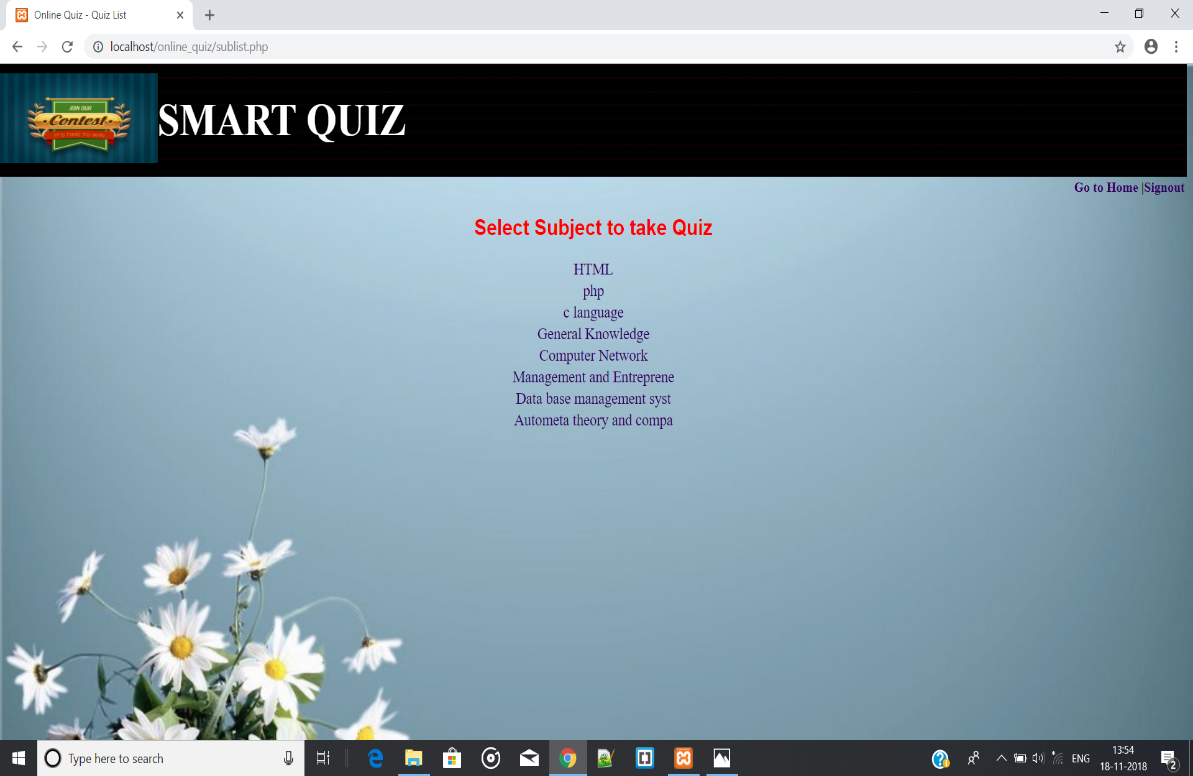 Online Quiz - Quiz List
localhost/online_quiz/sublist.php
Contest
SMART QUIZ
Go to Home |Signout
Select Subject to take Quiz
HTML
php
c language
General Knowledge
Computer Network
Management and Entreprene
Data base management syst
Autometa theory and compa
Type here to search
ENG
13:54
18-11-2018
2